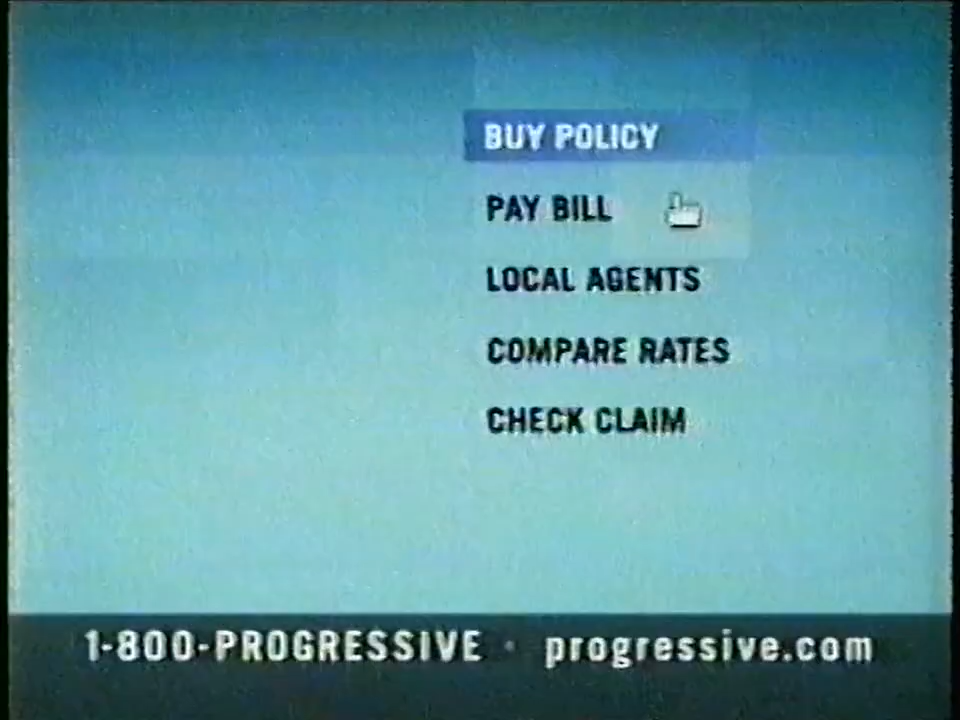 BUY POLICY
PAY BILL
LOCAL AGENTS
COMPARE RATES
CHECK CLAIM
1-800-PROGRESSIVE · progressive.com